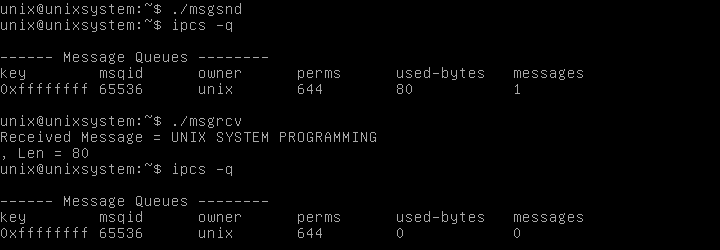 unix@unixsystem:~$ ./msgsnd
unix@unixsystem:~$ ipcs -q
------ Message Queues --------
key        msqid      owner      perms      used-bytes   messages
0xffffffff 65536      unix       644        80           1
unix@unixsystem:~$ ./msgrcv
Received Message = UNIX SYSTEM PROGRAMMING
, Len = 80
unix@unixsystem:~$ ipcs -q
------ Message Queues --------
key        msqid      owner      perms      used-bytes   messages
0xffffffff 65536      unix       644        0            0